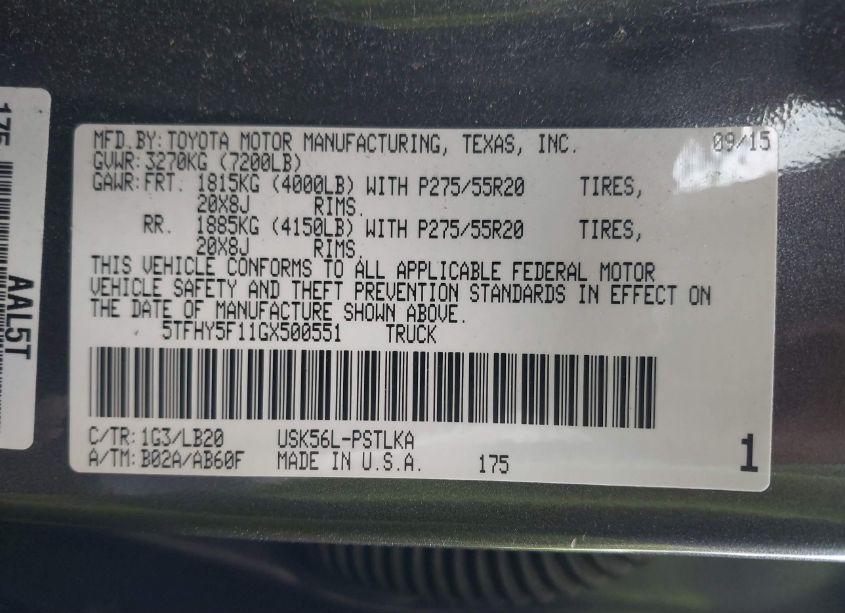 MFD. BY: TOYOTA MOTOR MANUFACTURING, TEXAS, INC. 09/15
GVWR: 3270KG (7200LB)
GAWR: FRT. 1815KG (4000LB) WITH P275/55R20 TIRES,
20X8J RIMS.
RR. 1885KG (4150LB) WITH P275/55R20 TIRES,
20X8J RIMS.
THIS VEHICLE CONFORMS TO ALL APPLICABLE FEDERAL MOTOR
VEHICLE SAFETY AND THEFT PREVENTION STANDARDS IN EFFECT ON
THE DATE OF MANUFACTURE SHOWN ABOVE.
5TFHY5F11GX500551 TRUCK
C/TR: 1G3/LB20 USK56L-PSTLKA
A/TM: B02A/AB60F MADE IN U.S.A. 175 1
175
AAL5T